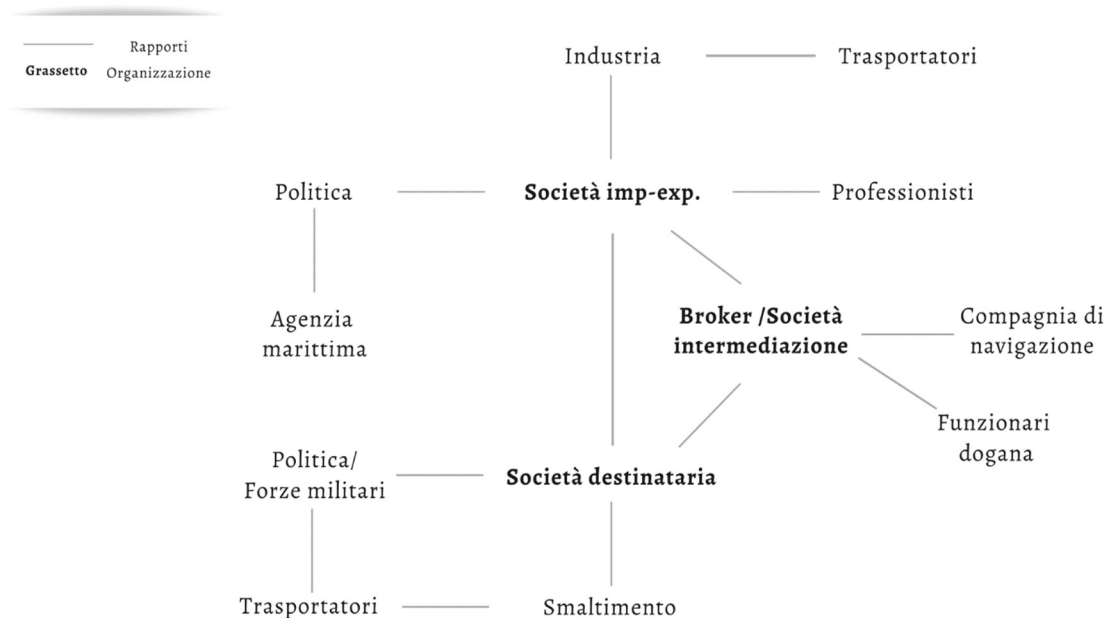 Rapporti
Grassetto Organizzazione
Industria Trasportatori
Politica Società imp-exp. Professionisti
Agenzia
marittima
Broker /Società
intermediazione
Compagnia di
navigazione
Funzionari
dogana
Politica/
Forze militari
Società destinataria
Trasportatori Smaltimento